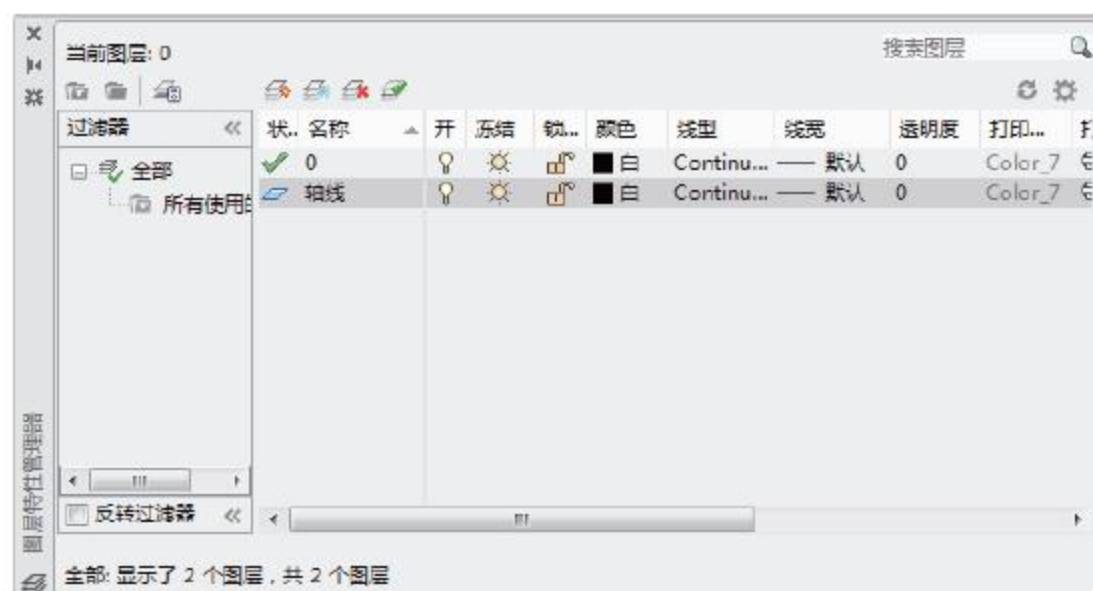 当前图层: 0
搜索图层
过滤器
状.. 名称 开 冻结 锁... 颜色 线型 线宽 透明度 打印...
全部
所有使用
0 白 Continu... 默认 0 Color_7
轴线 白 Continu... 默认 0 Color_7
反转过滤器
图层特性管理器
全部: 显示了 2 个图层，共 2 个图层